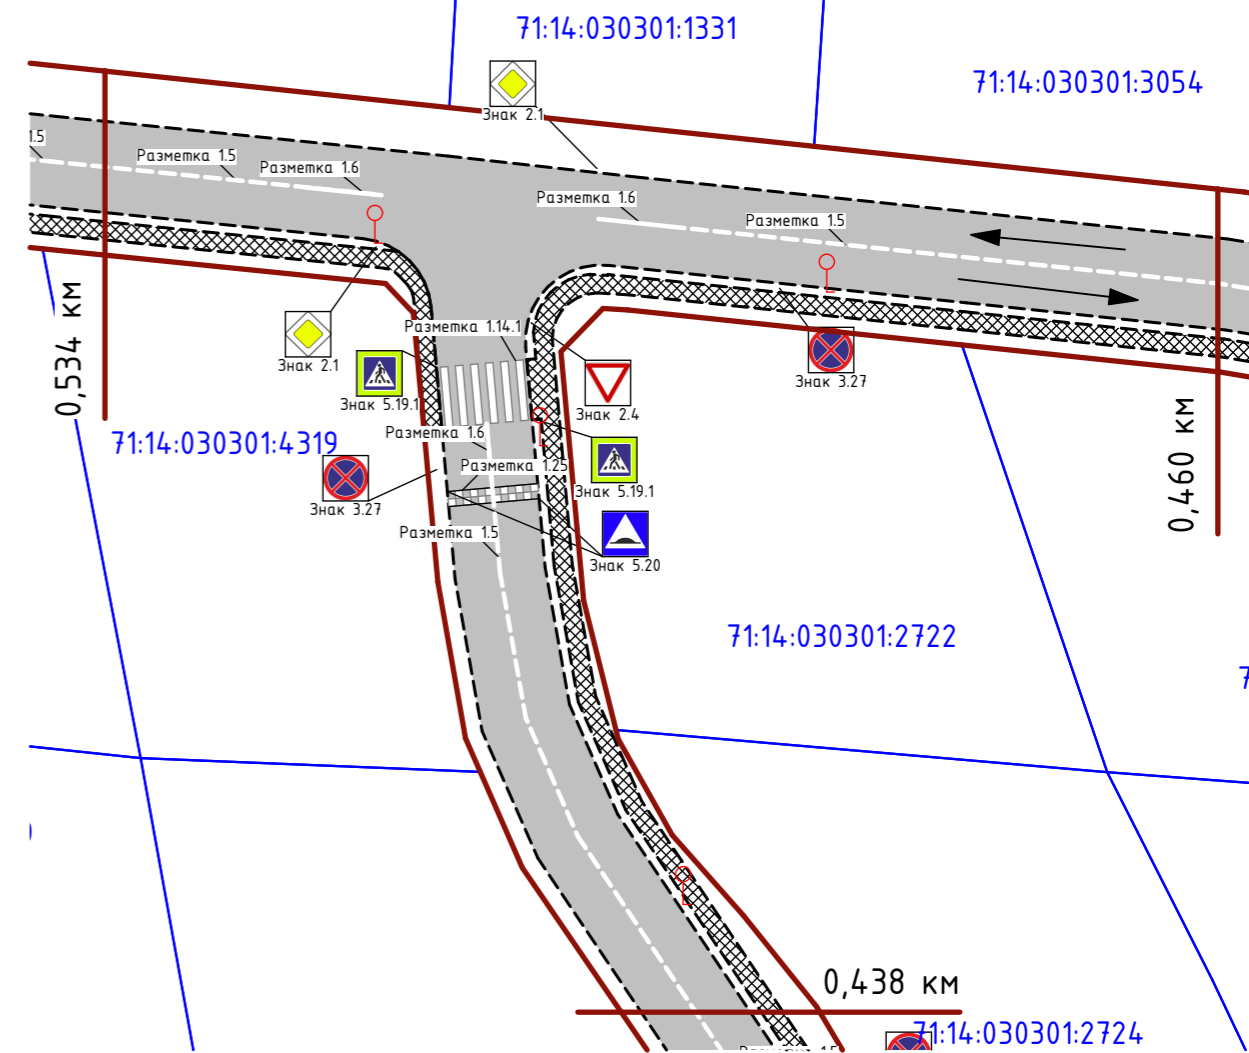 71:14:030301:1331
71:14:030301:3054
Знак 2.1
1.5
Разметка 1.5
Разметка 1.6
Разметка 1.6
Разметка 1.5
0,534 км
Знак 2.1
Разметка 1.14.1
Знак 5.19.1
Знак 2.4
Знак 3.27
0,460 км
71:14:030301:4319
Разметка 1.6
Разметка 1.25
Знак 5.19.1
Знак 3.27
Разметка 1.5
Знак 5.20
71:14:030301:2722
0,438 км
71:14:030301:2724
Разметка 1.5